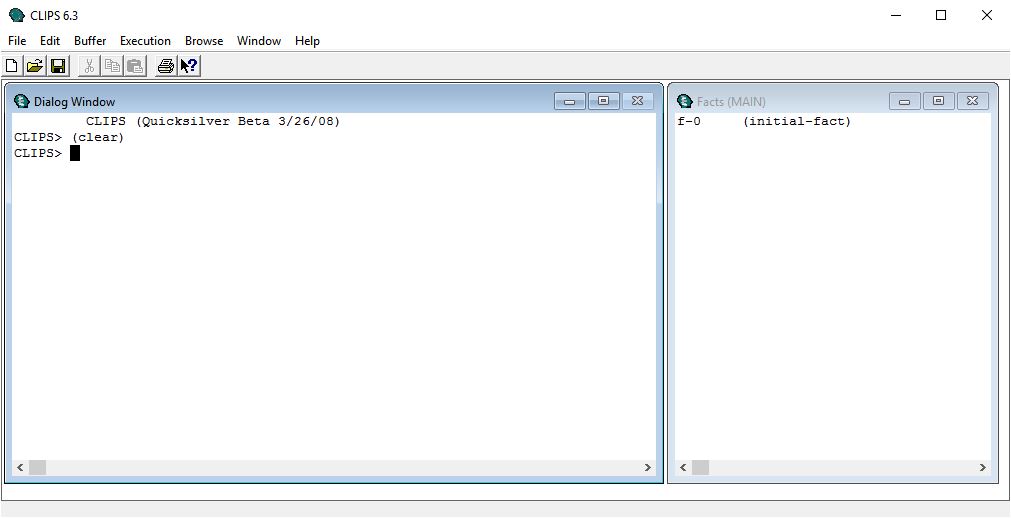 CLIPS 6.3
File Edit Buffer Execution Browse Window Help
Dialog Window
CLIPS (Quicksilver Beta 3/26/08)
CLIPS> (clear)
CLIPS>
Facts (MAIN)
f-0 (initial-fact)